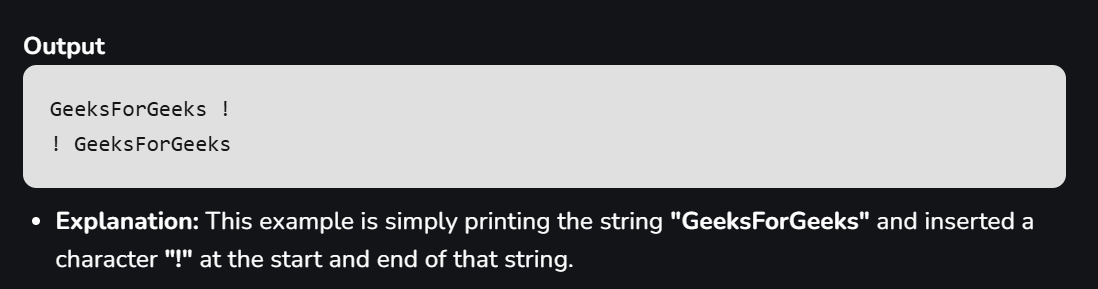 Output
GeeksForGeeks !
! GeeksForGeeks
• Explanation: This example is simply printing the string "GeeksForGeeks" and inserted a
character "!" at the start and end of that string.